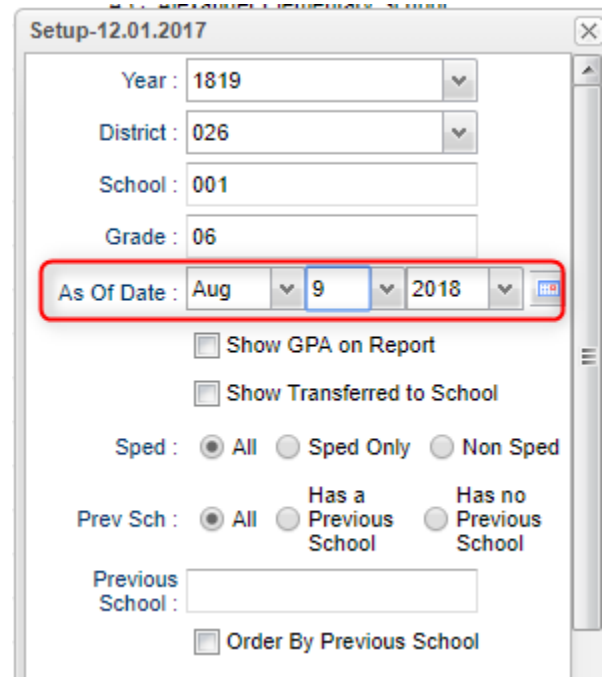 Setup-12.01.2017
Year : 1819
District : 026
School : 001
Grade : 06
As Of Date : Aug 9 2018
Show GPA on Report
Show Transferred to School
Sped : All Sped Only Non Sped
Prev Sch : All Has a Previous School Has no Previous School
Previous School :
Order By Previous School